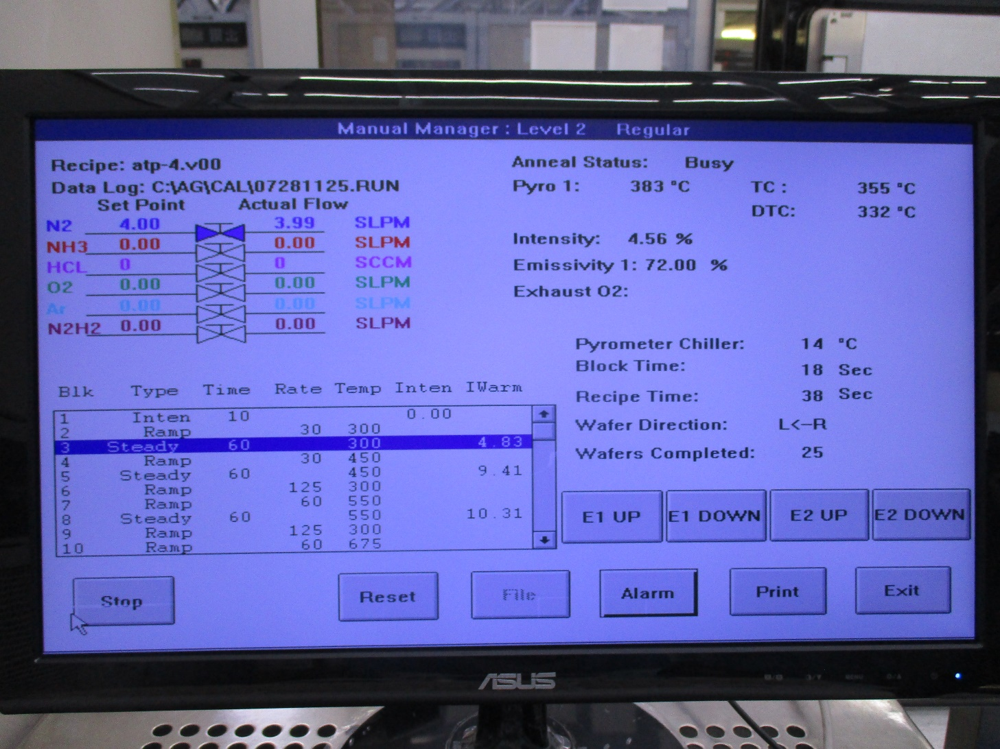 Manual Manager : Level 2 Regular
Recipe: atp-4.v00
Data Log: C:\AG\CAL\07281125.RUN
Set Point Actual Flow
N2 4.00 3.99 SLPM
NH3 0.00 0.00 SLPM
HCL 0 0 SCCM
O2 0.00 0.00 SLPM
Ar 0.00 0.00 SLPM
N2H2 0.00 0.00 SLPM
Anneal Status: Busy
Pyro 1: 383 °C TC : 355 °C
DTC: 332 °C
Intensity: 4.56 %
Emissivity 1: 72.00 %
Exhaust O2:
Pyrometer Chiller: 14 °C
Block Time: 18 Sec
Recipe Time: 38 Sec
Wafer Direction: L<-R
Wafers Completed: 25
Blk Type Time Rate Temp Inten IWarm
1 Inten 10 0.00
2 Ramp 30 300
3 Steady 60 300 4.83
4 Ramp 30 450
5 Steady 60 450 9.41
6 Ramp 125 300
7 Ramp 60 550
8 Steady 60 550 10.31
9 Ramp 125 300
10 Ramp 60 675
E1 UP E1 DOWN E2 UP E2 DOWN
Stop Reset File Alarm Print Exit
ASUS